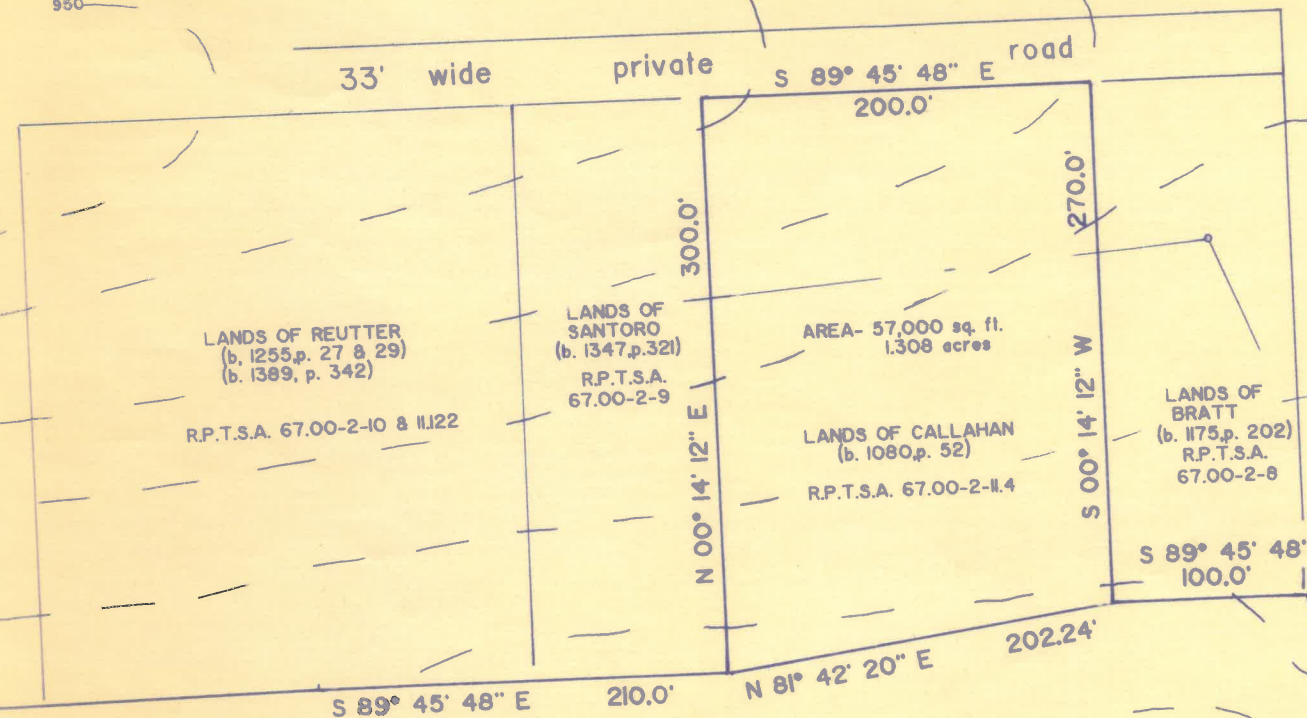 950
33' wide private road
S 89° 45' 48" E
200.0'
300.0'
270.0'
LANDS OF REUTTER
(b. 1255,p. 27 & 29)
(b. 1389, p. 342)
R.P.T.S.A. 67.00-2-10 & 11.122
LANDS OF
SANTORO
(b. 1347,p.321)
R.P.T.S.A.
67.00-2-9
N 00° 14' 12" E
AREA- 57,000 sq. ft.
1.308 acres
LANDS OF CALLAHAN
(b. 1080,p. 52)
R.P.T.S.A. 67.00-2-11.4
S 00° 14' 12" W
LANDS OF
BRATT
(b. 1175,p. 202)
R.P.T.S.A.
67.00-2-8
S 89° 45' 48'
100.0'
S 89° 45' 48" E
210.0'
N 81° 42' 20" E
202.24'